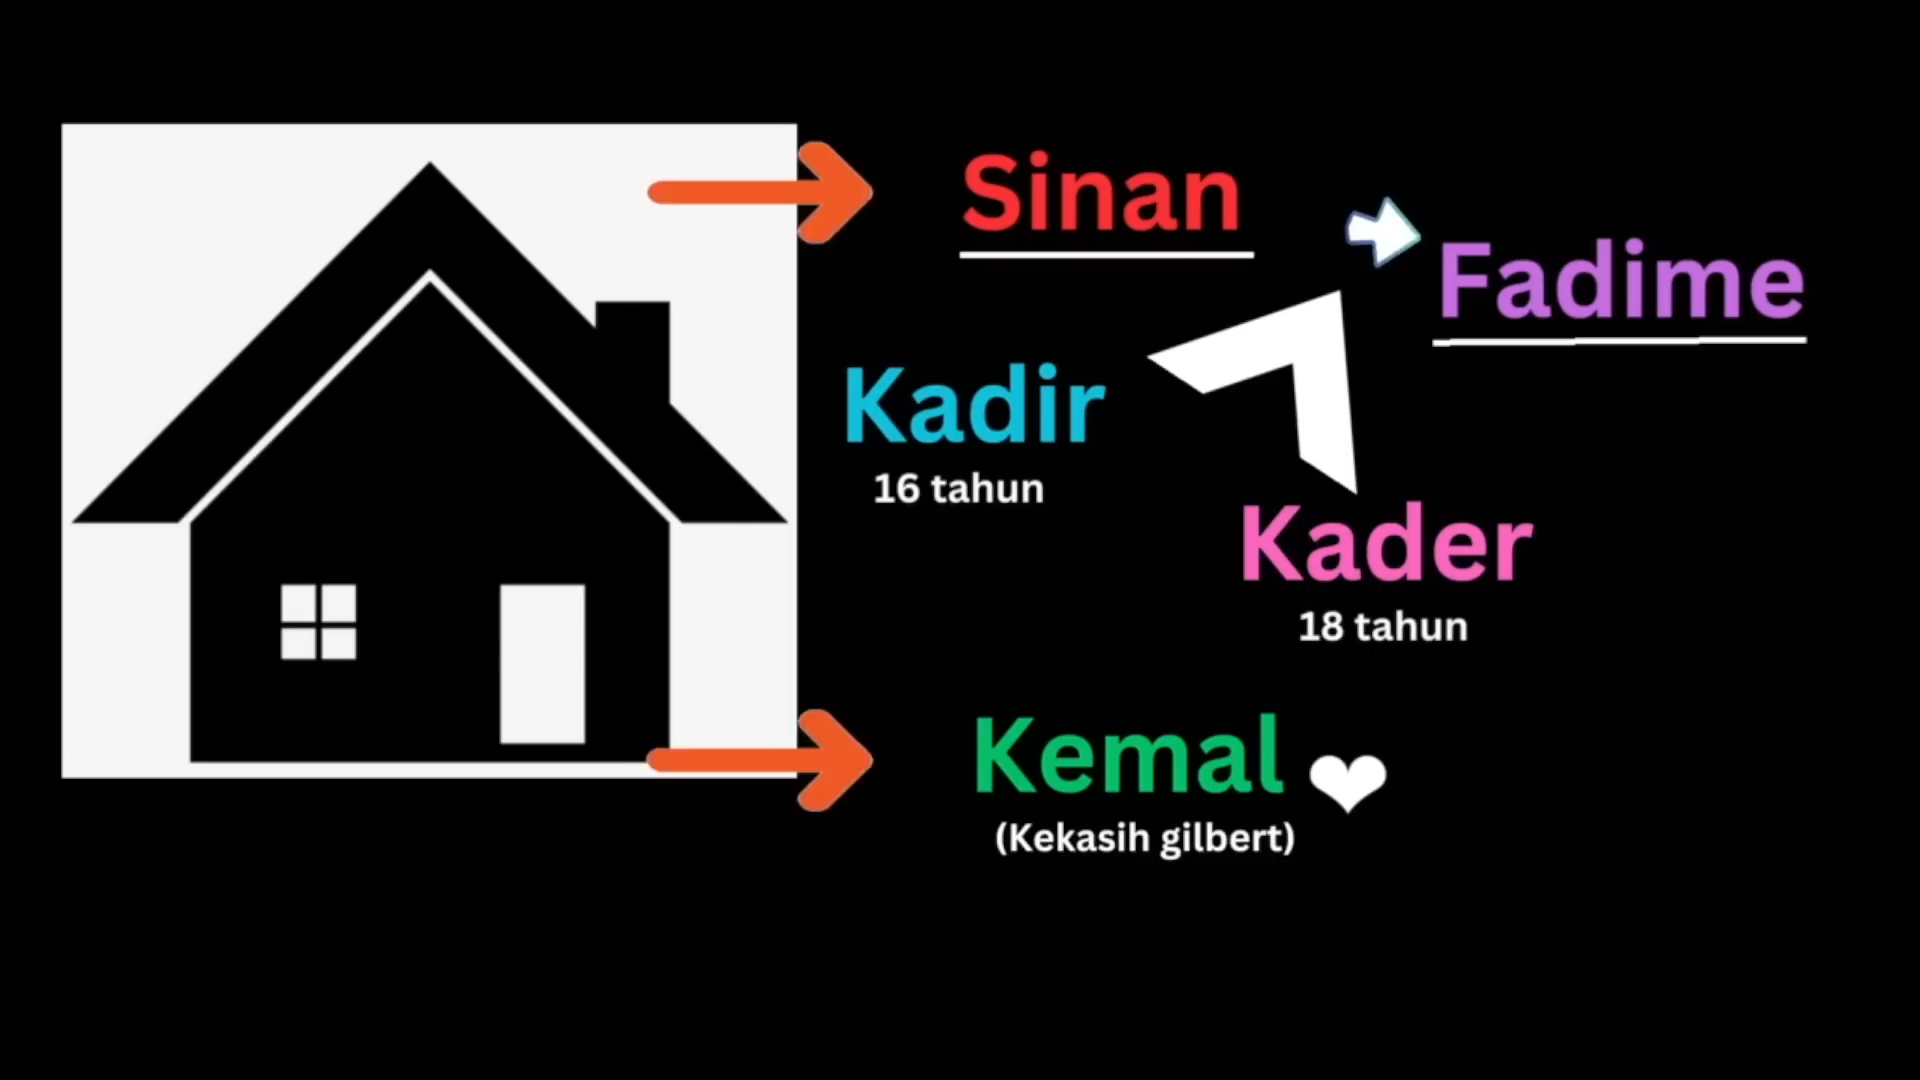 Sinan
Fadime
Kadir
16 tahun
Kader
18 tahun
Kemal
(Kekasih gilbert)